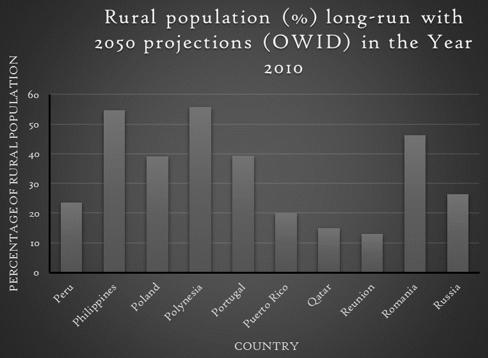 Rural population (%) long-run with
2050 projections (OWID) in the Year
2010
PERCENTAGE OF RURAL POPULATION
60
50
40
30
20
10
0
Peru
Philippines
Poland
Polynesia
Portugal
Puerto Rico
Qatar
Reunion
Romania
Russia
COUNTRY